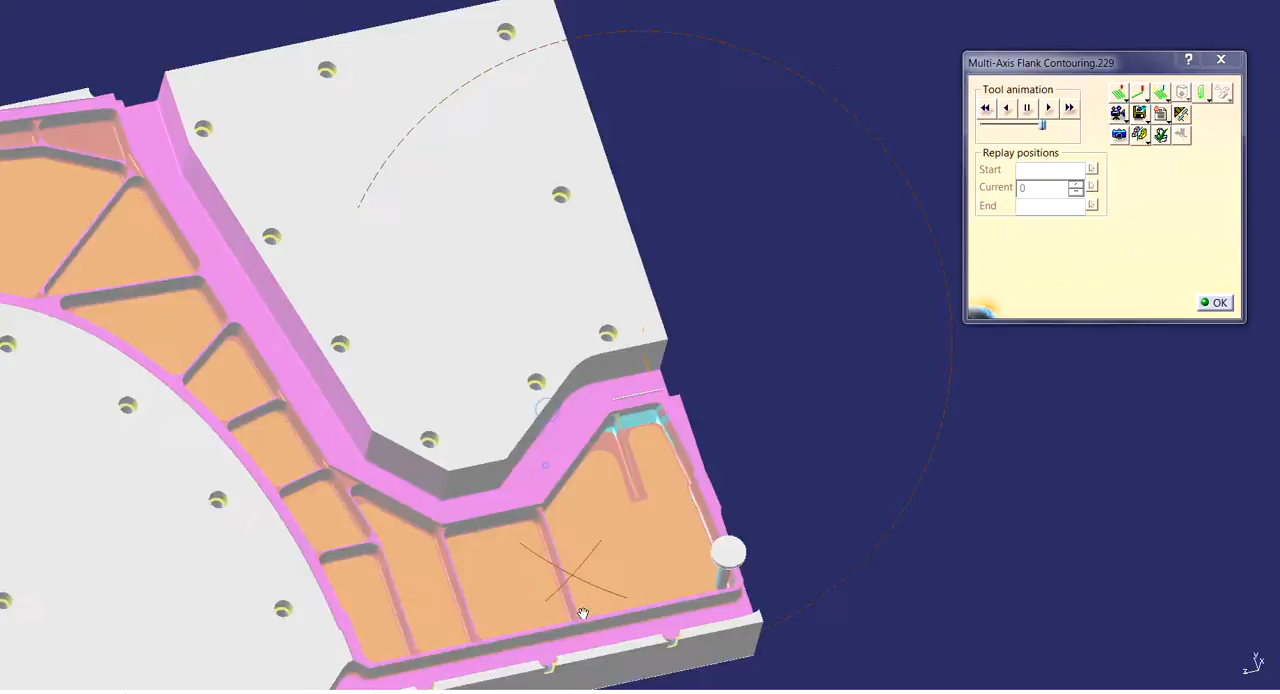 Multi-Axis Flank Contouring.229
?
X
Tool animation
Replay positions
Start
Current 0
End
OK
Y
X
Z